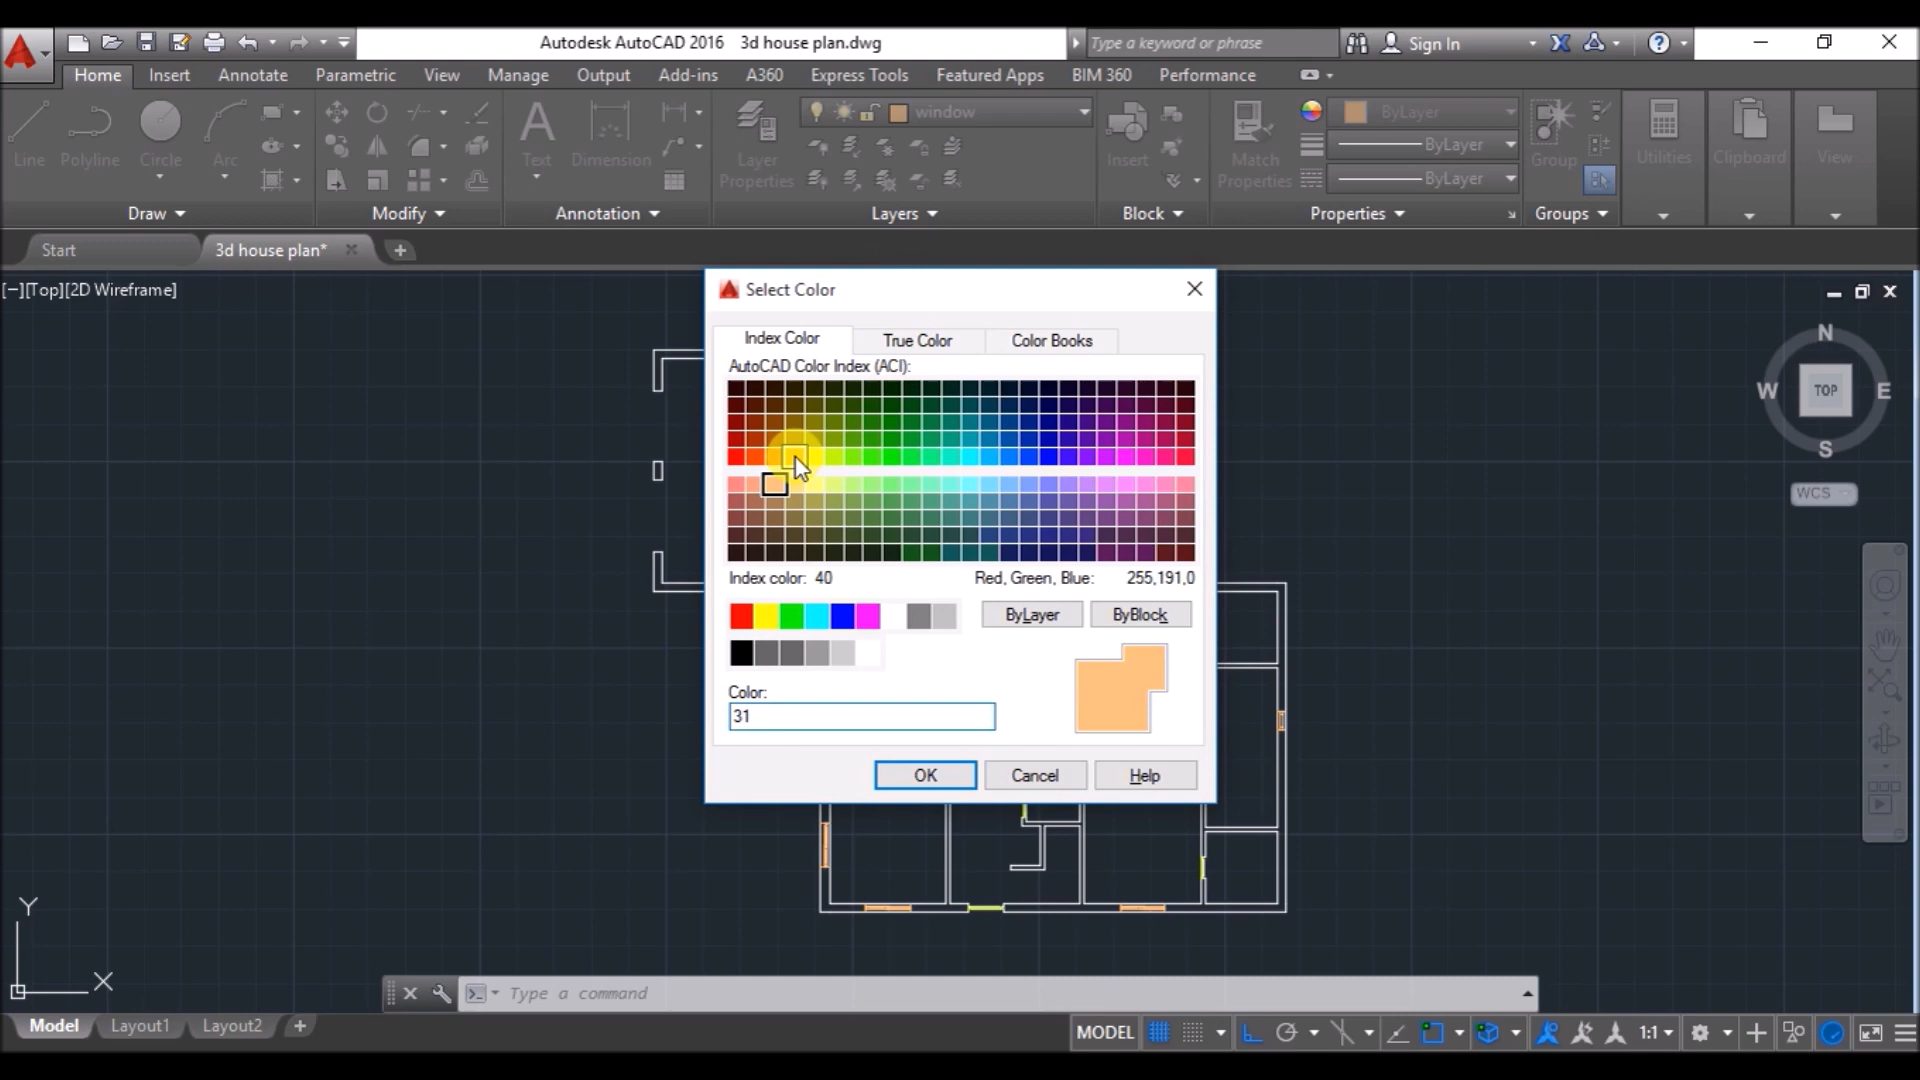 Autodesk AutoCAD 2016 3d house plan.dwg
Type a keyword or phrase
Sign In
Home Insert Annotate Parametric View Manage Output Add-ins A360 Express Tools Featured Apps BIM 360 Performance
window
ByLayer
Line Polyline Circle Arc
Text Dimension
Layer Properties
Insert
Match Properties
ByLayer
ByLayer
Group
Utilities Clipboard View
Draw Modify Annotation Layers Block Properties Groups
Start 3d house plan*
[−][Top][2D Wireframe]
Select Color
Index Color True Color Color Books
AutoCAD Color Index (ACI):
Index color: 40 Red, Green, Blue: 255,191,0
ByLayer ByBlock
Color:
31
OK Cancel Help
N
W TOP E
S
WCS
Y
X
Type a command
Model Layout1 Layout2
MODEL 1:1